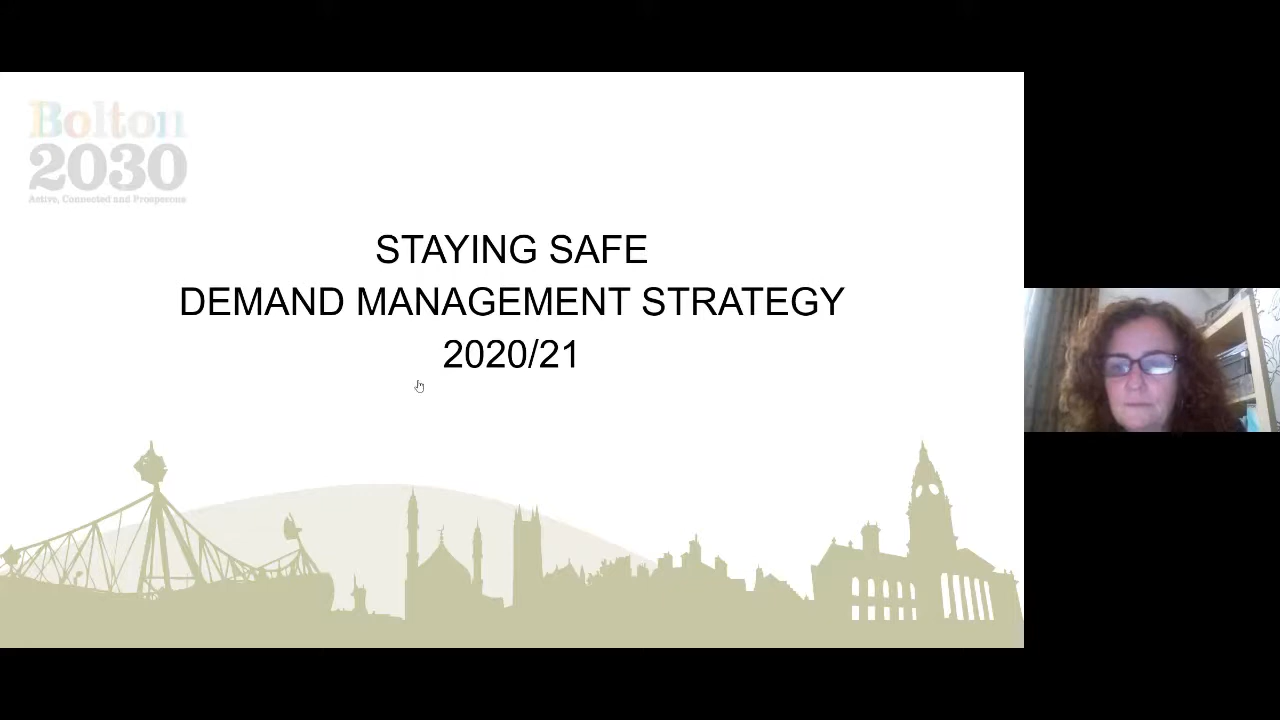 Bolton
2030
Active, Connected and Prosperous
STAYING SAFE
DEMAND MANAGEMENT STRATEGY
2020/21